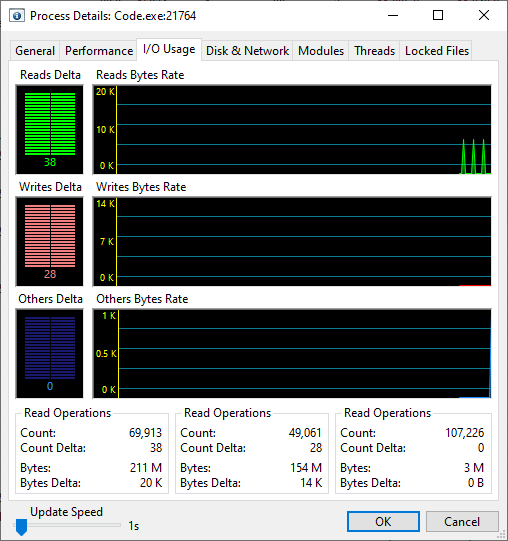 Process Details: Code.exe:21764
General Performance I/O Usage Disk & Network Modules Threads Locked Files
Reads Delta Reads Bytes Rate
20 K
10 K
0 K
38
Writes Delta Writes Bytes Rate
14 K
7 K
0 K
28
Others Delta Others Bytes Rate
1 K
0.5 K
0 K
0
Read Operations Read Operations Read Operations
Count: 69,913 Count: 49,061 Count: 107,226
Count Delta: 38 Count Delta: 28 Count Delta: 0
Bytes: 211 M Bytes: 154 M Bytes: 3 M
Bytes Delta: 20 K Bytes Delta: 14 K Bytes Delta: 0 B
Update Speed
1s OK Cancel